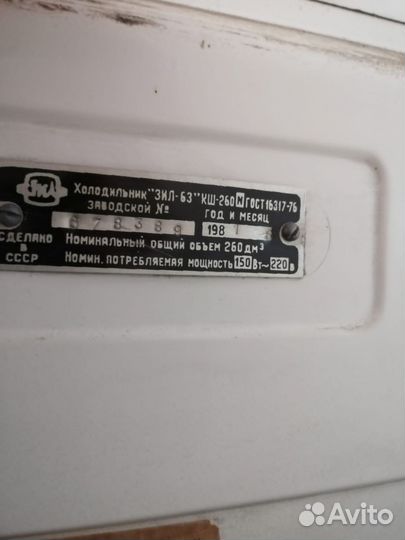 ЗИЛ
Холодильник "ЗИЛ-63" КШ-260 N ГОСТ 16317-76
ЗАВОДСКОЙ № ГОД И МЕСЯЦ
678389 198
СДЕЛАНО В СССР
Номинальный общий объем 260 дм³
Номин. потребляемая мощность 150 Вт~220 В
Avito